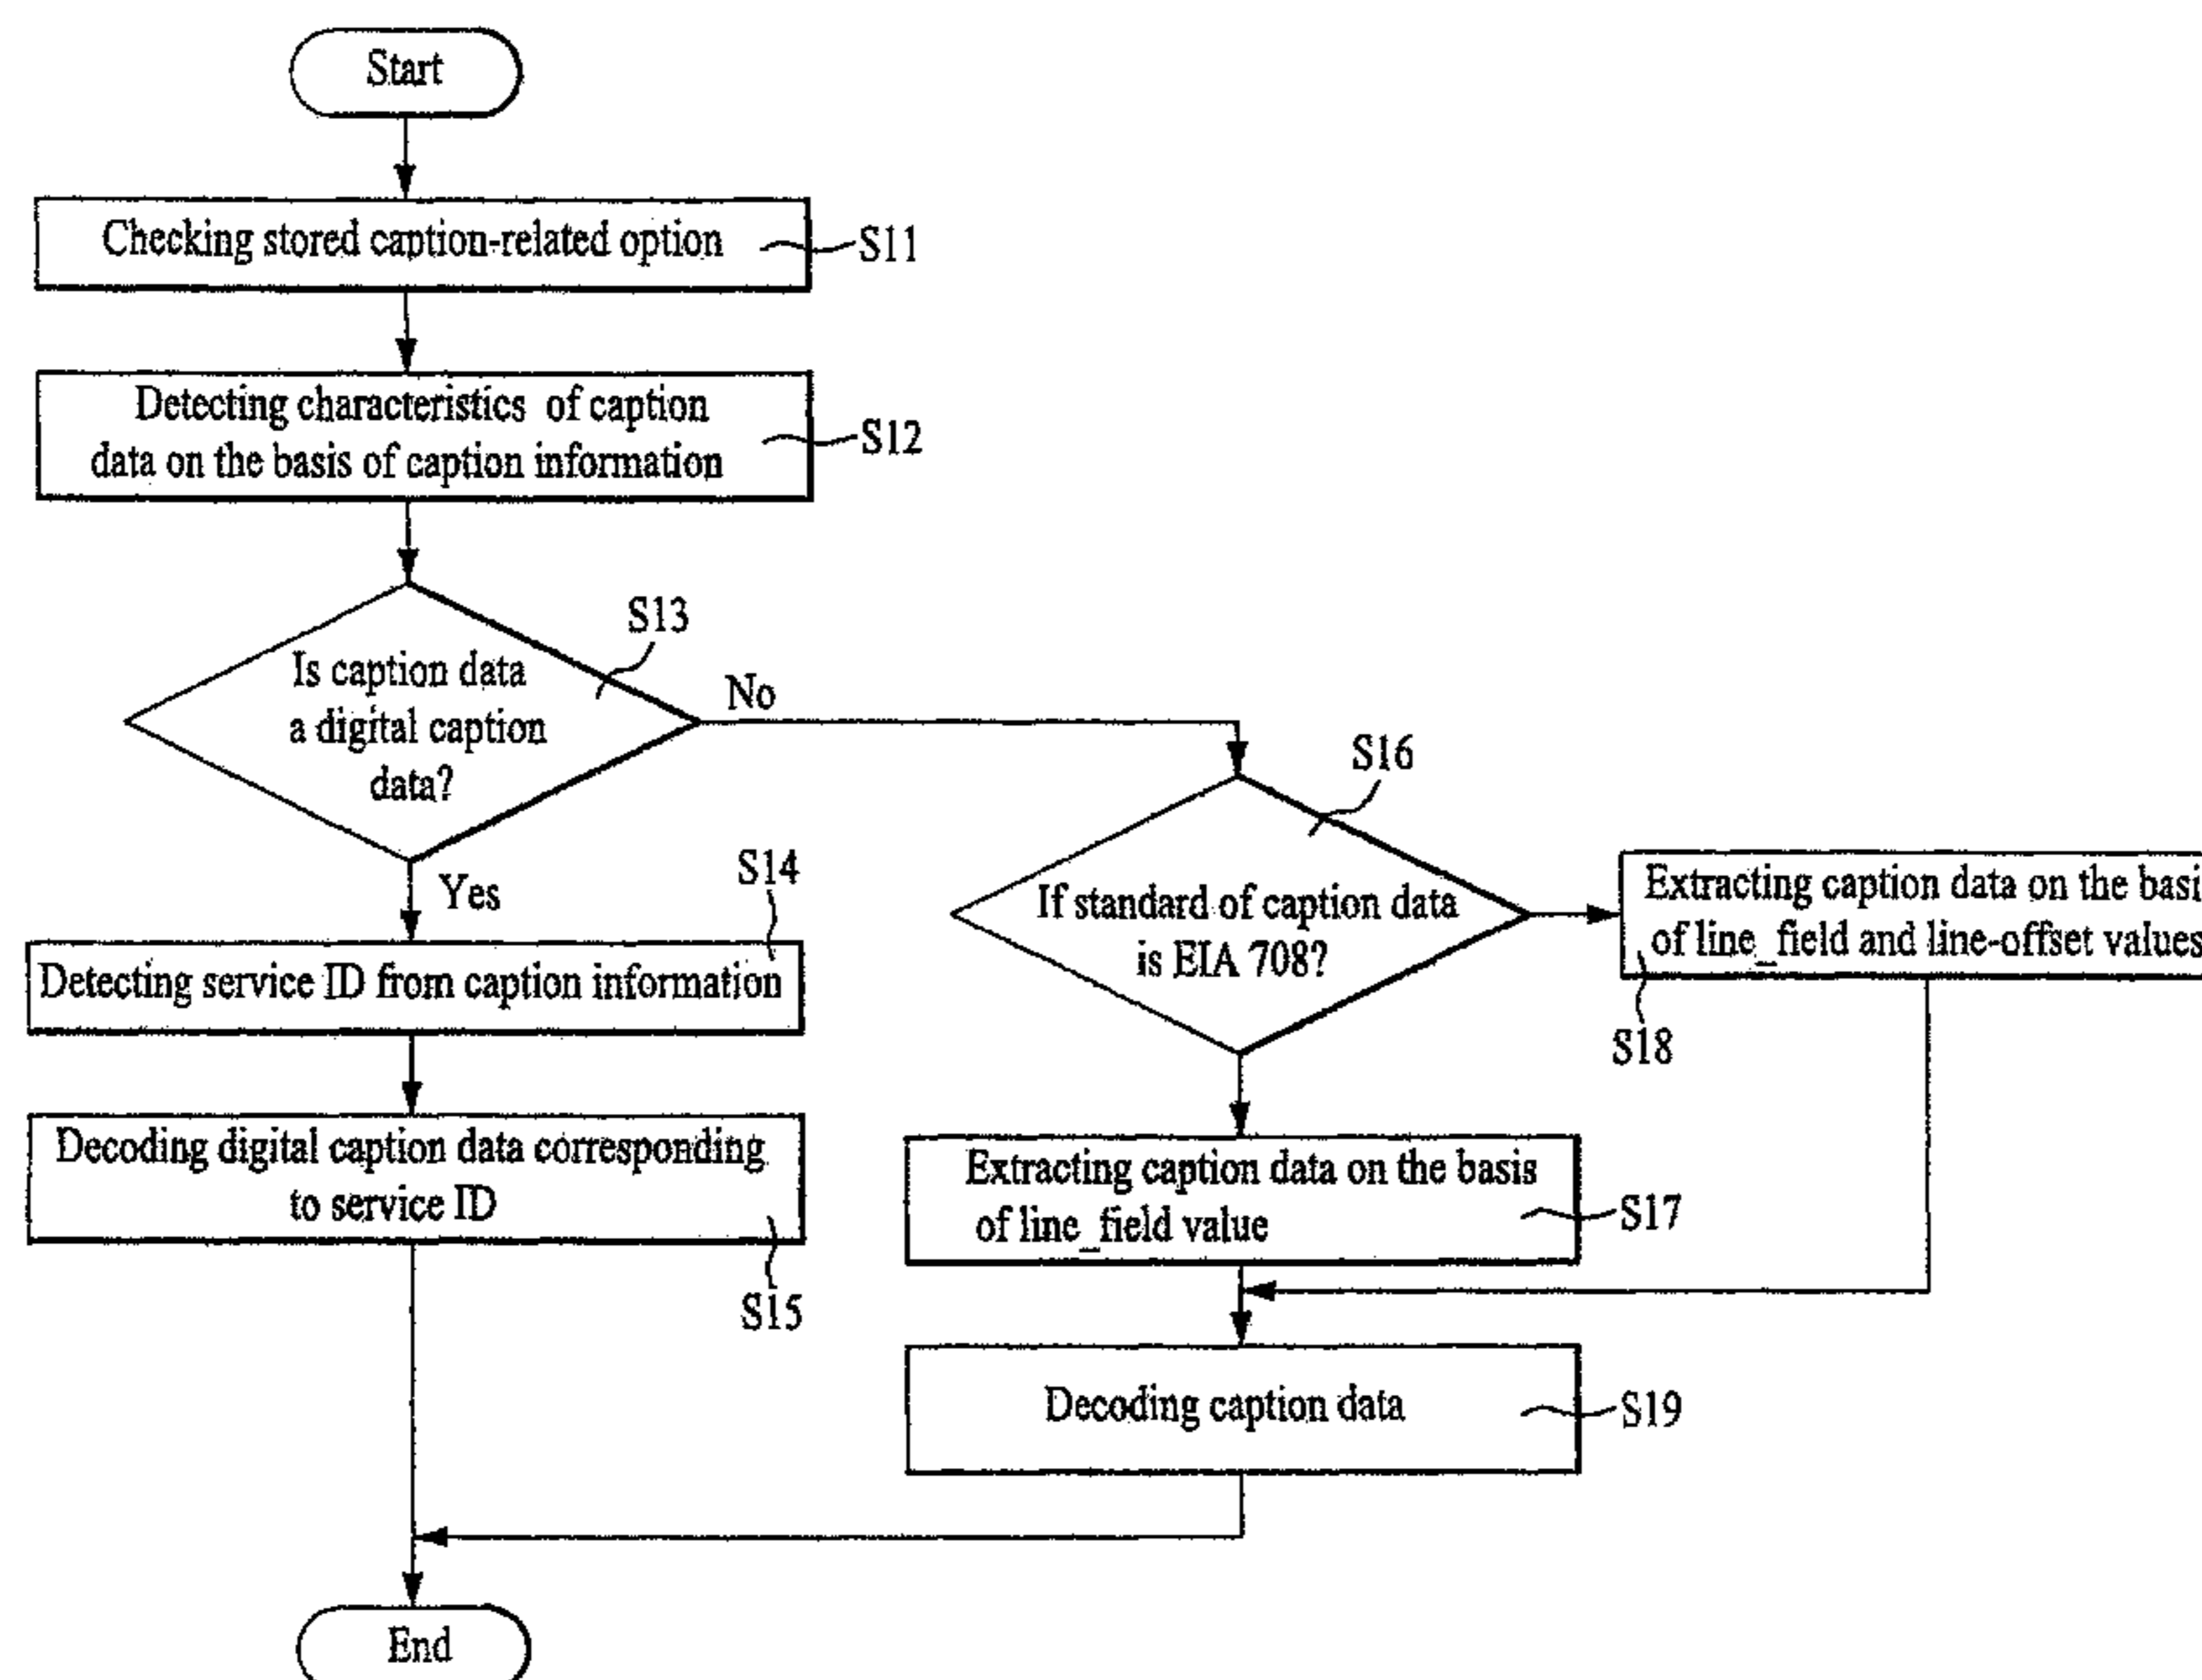 Start
Checking stored caption-related option
S11
Detecting characteristics of caption
data on the basis of caption information
S12
S13
Is caption data
a digital caption
data?
No
Yes
S14
Detecting service ID from caption information
Decoding digital caption data corresponding
to service ID
S15
S16
If standard of caption data
is EIA 708?
Extracting caption data on the basi
of line_field and line-offset values
S18
Extracting caption data on the basis
of line_field value
S17
Decoding caption data
S19
End